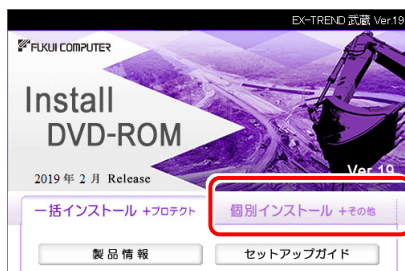 EX-TREND 武蔵 Ver.19
FUKUI COMPUTER
Install
DVD-ROM
Ver.19
2019 年 2 月 Release
一括インストール +プロテクト
個別インストール +その他
製品情報
セットアップガイド